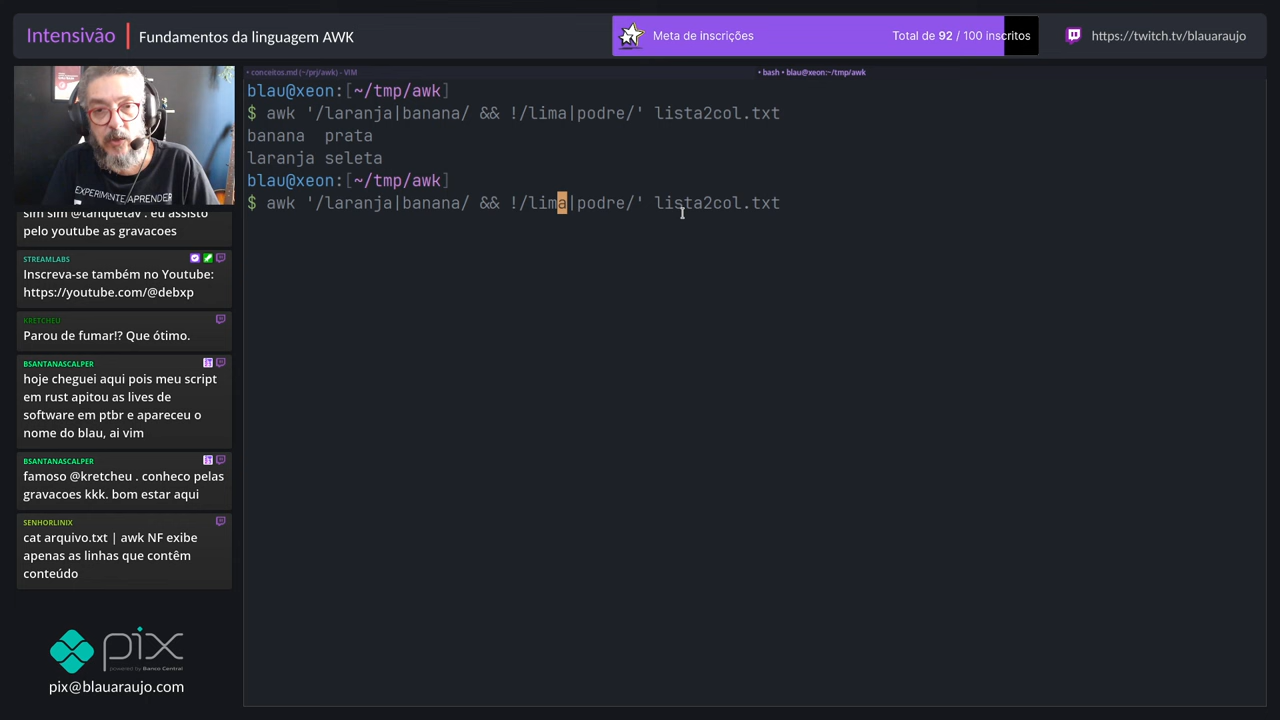 Intensivão
Fundamentos da linguagem AWK
Meta de inscrições
Total de 92 / 100 inscritos
https://twitch.tv/blauaraujo
• conceitos.md (~/prj/awk) - VIM
• bash • blau@xeon:~/tmp/awk
blau@xeon:[~/tmp/awk]
$ awk '/laranja|banana/ && !/lima|podre/' lista2col.txt
banana  prata
laranja seleta
blau@xeon:[~/tmp/awk]
$ awk '/laranja|banana/ && !/lima|podre/' lista2col.txt
EXPERIMENTE APRENDER
sim sim @tanquetav . eu assisto
pelo youtube as gravacoes
STREAMLABS
Inscreva-se também no Youtube:
https://youtube.com/@debxp
KRETCHEU
Parou de fumar!? Que ótimo.
BSANTANASCALPER
hoje cheguei aqui pois meu script
em rust apitou as lives de
software em ptbr e apareceu o
nome do blau, ai vim
BSANTANASCALPER
famoso @kretcheu . conheco pelas
gravacoes kkk. bom estar aqui
SENHORLINIX
cat arquivo.txt | awk NF exibe
apenas as linhas que contêm
conteúdo
pix
powered by Banco Central
pix@blauaraujo.com